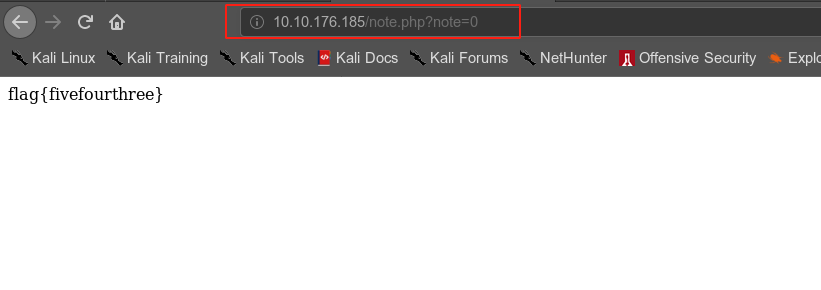 10.10.176.185/note.php?note=0
Kali Linux Kali Training Kali Tools Kali Docs Kali Forums NetHunter Offensive Security Explo
flag{fivefourthree}